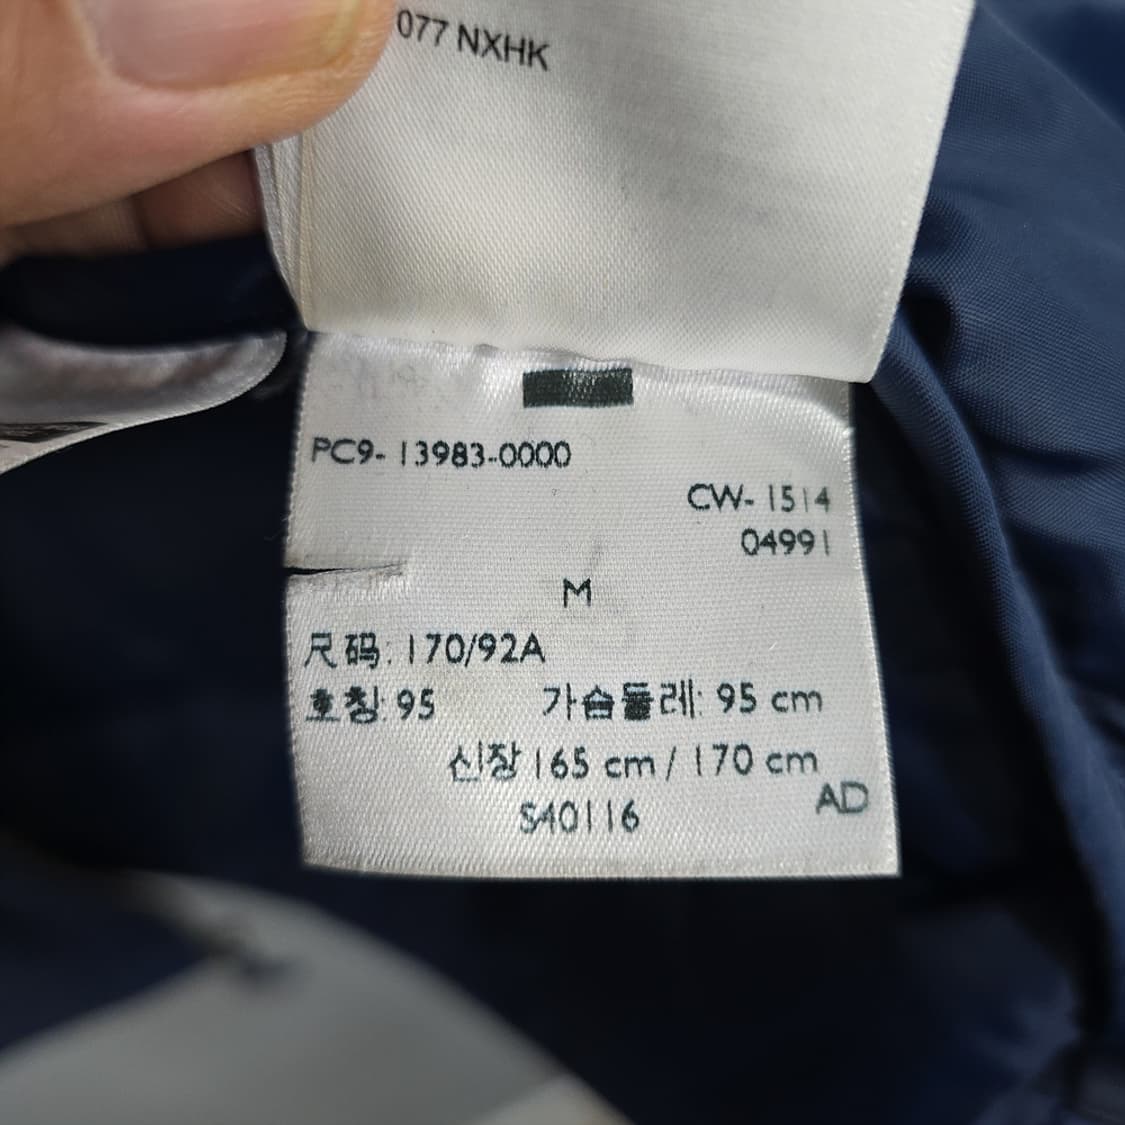 077 NXHK
PC9-13983-0000
CW-1514
04991
M
尺码: 170/92A
호칭: 95 가슴둘레: 95 cm
신장 165 cm / 170 cm
AD
S40116